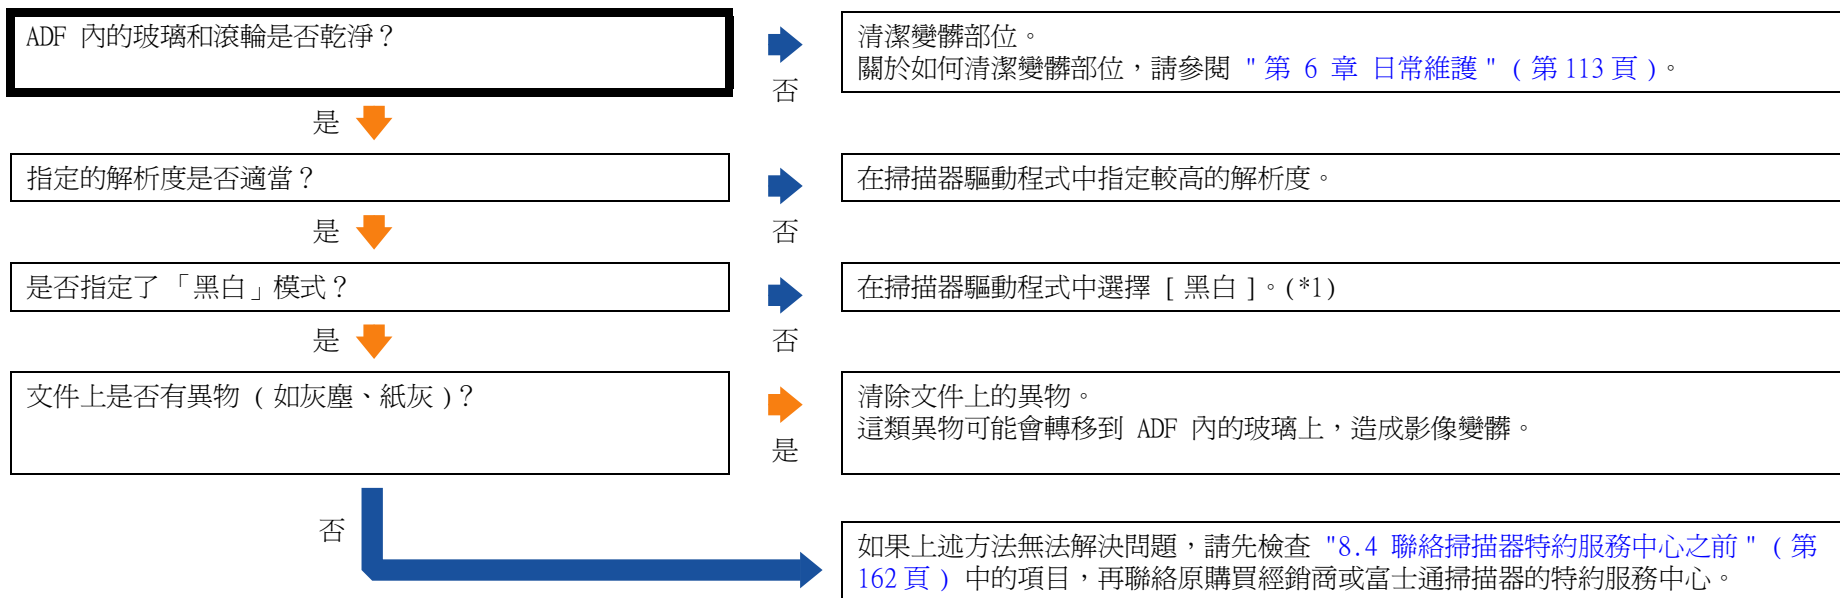 ADF 內的玻璃和滾輪是否乾淨？
否
清潔變髒部位。
關於如何清潔變髒部位，請參閱 "第 6 章 日常維護" (第 113 頁)。
是
指定的解析度是否適當？
否
在掃描器驅動程式中指定較高的解析度。
是
是否指定了「黑白」模式？
否
在掃描器驅動程式中選擇 [黑白]。(*1)
是
文件上是否有異物 (如灰塵、紙灰)？
是
清除文件上的異物。
這類異物可能會轉移到 ADF 內的玻璃上，造成影像變髒。
否
如果上述方法無法解決問題，請先檢查 "8.4 聯絡掃描器特約服務中心之前" (第
162 頁) 中的項目，再聯絡原購買經銷商或富士通掃描器的特約服務中心。